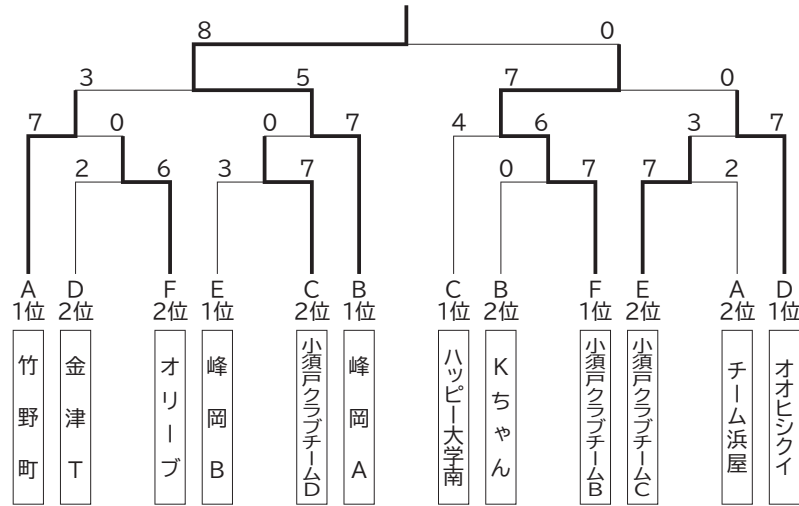 8 0
3 5 7 0
7 0 0 7 4 6 3 7
2 6 3 7 0 7 7 2
A D F E C B C B F E A D
1位 2位 2位 1位 2位 1位 1位 2位 1位 2位 2位 1位
竹野町
金津T
オリーブ
峰岡B
小須戸クラブチームD
峰岡A
ハッピー大学南
Kちゃん
小須戸クラブチームB
小須戸クラブチームC
チーム浜屋
オオヒシクイ